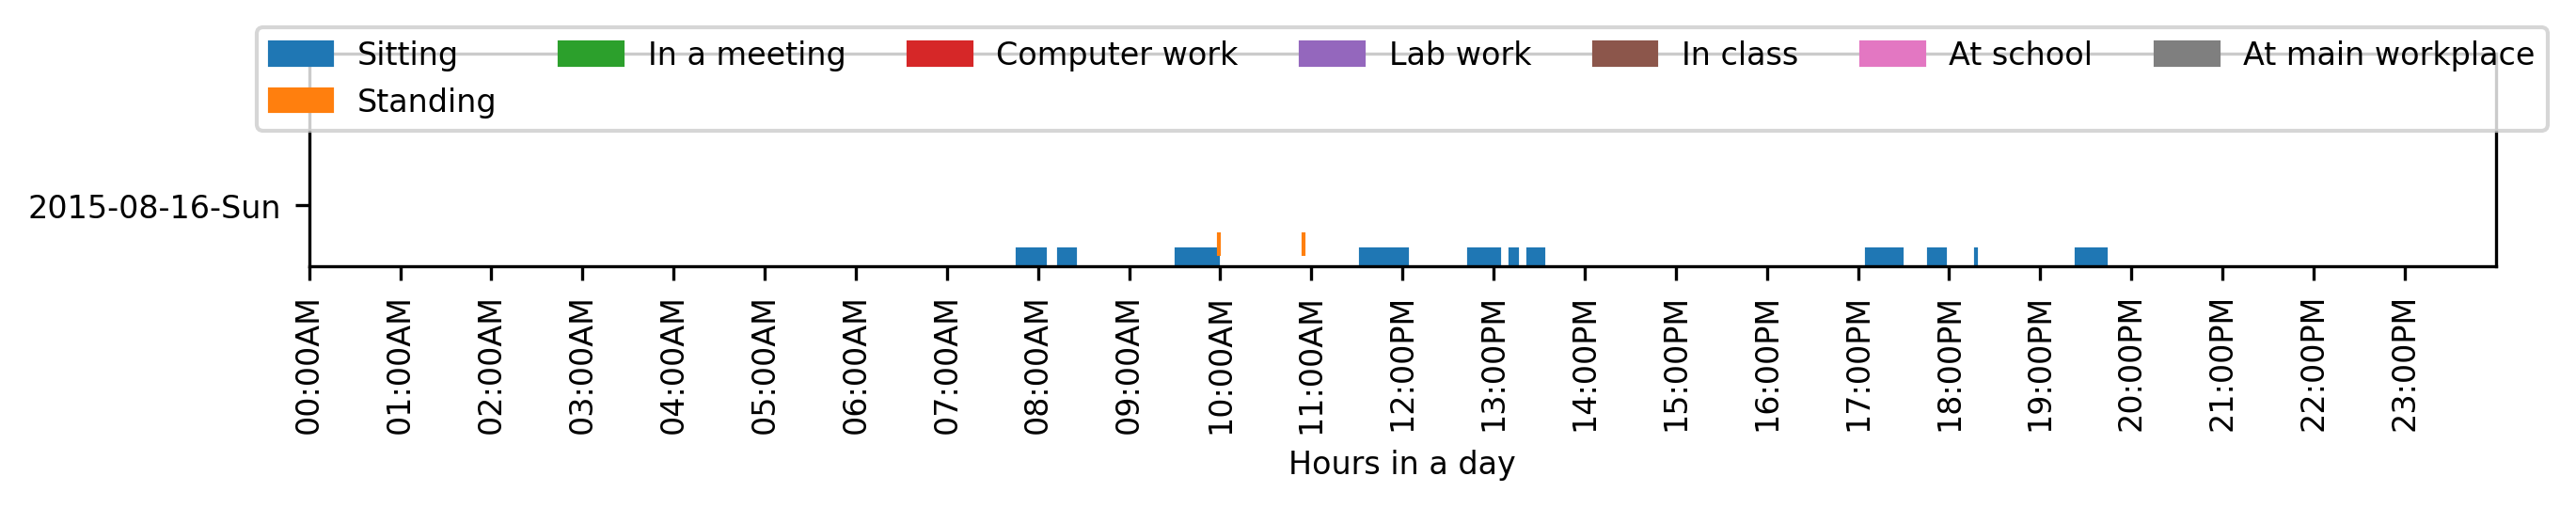 Sitting In a meeting Computer work Lab work In class At school At main workplace
Standing
2015-08-16-Sun
00:00AM 01:00AM 02:00AM 03:00AM 04:00AM 05:00AM 06:00AM 07:00AM 08:00AM 09:00AM 10:00AM 11:00AM 12:00PM 13:00PM 14:00PM 15:00PM 16:00PM 17:00PM 18:00PM 19:00PM 20:00PM 21:00PM 22:00PM 23:00PM
Hours in a day